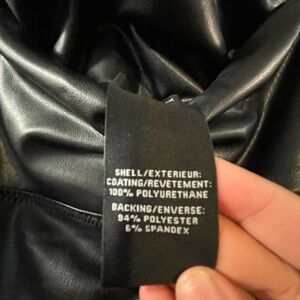 SHELL/EXTERIEUR:
COATING/REVETEMENT:
100% POLYURETHANE
BACKING/ENVERSE:
94% POLYESTER
6% SPANDEX